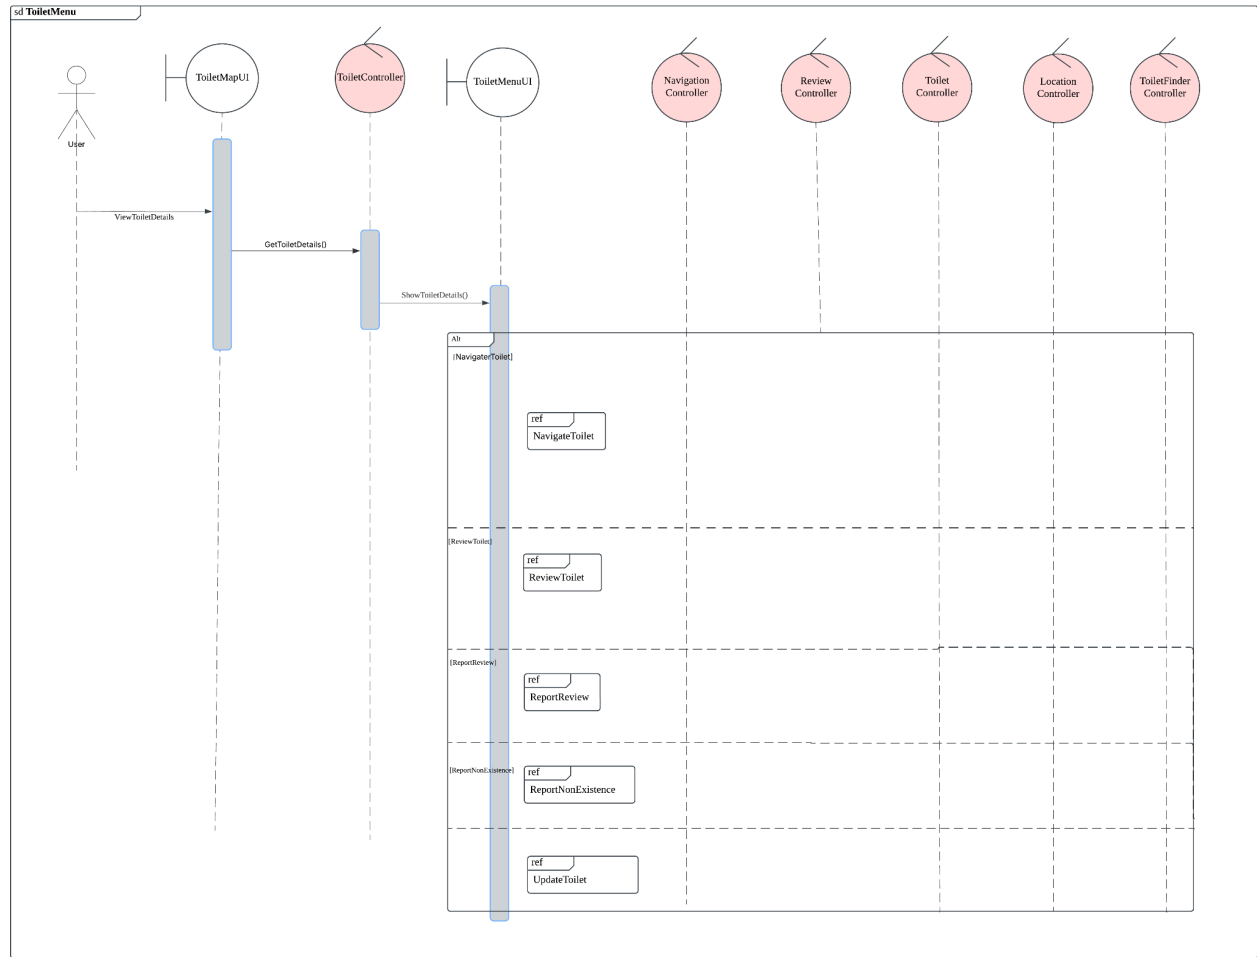 sd ToiletMenu
User
ToiletMapUI
ToiletController
ToiletMenuUI
Navigation
Controller
Review
Controller
Toilet
Controller
Location
Controller
ToiletFinder
Controller
ViewToiletDetails
GetToiletDetails()
ShowToiletDetails()
Alt
[NavigaterToilet]
ref
NavigateToilet
[ReviewToilet]
ref
ReviewToilet
[ReportReview]
ref
ReportReview
[ReportNonExistence]
ref
ReportNonExistence
ref
UpdateToilet